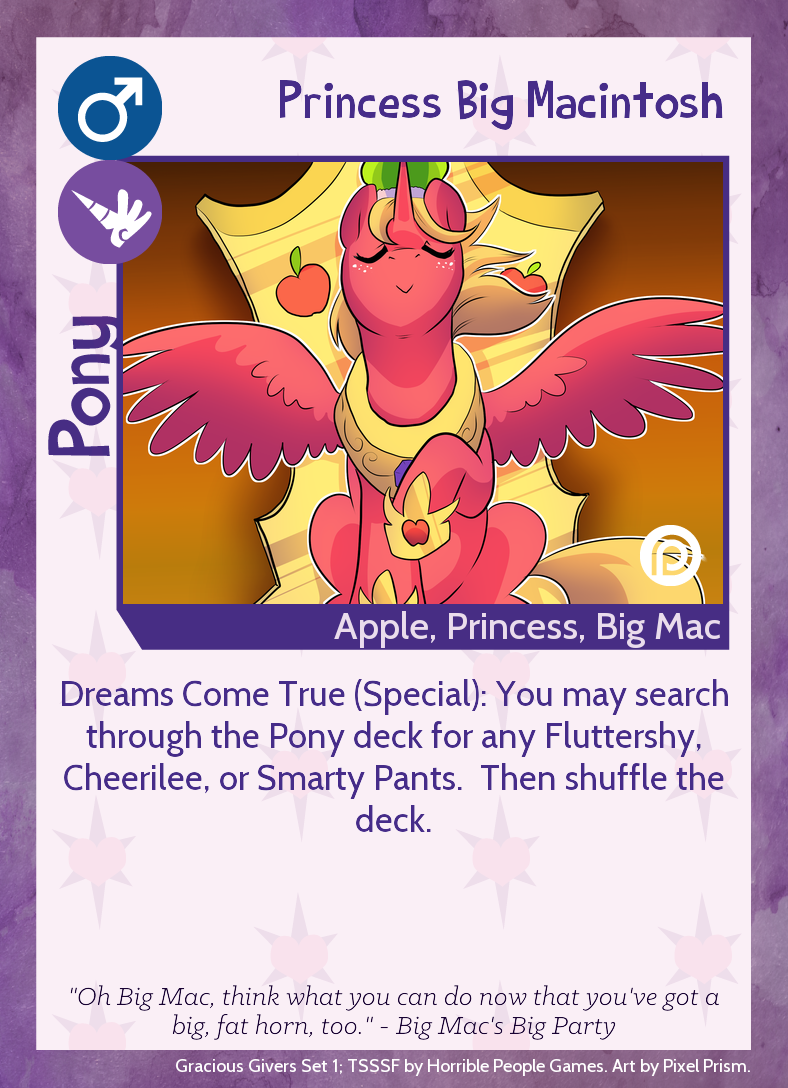 Princess Big Macintosh
Pony
Apple, Princess, Big Mac
Dreams Come True (Special): You may search
through the Pony deck for any Fluttershy,
Cheerilee, or Smarty Pants.  Then shuffle the
deck.
"Oh Big Mac, think what you can do now that you've got a
big, fat horn, too." - Big Mac's Big Party
Gracious Givers Set 1; TSSSF by Horrible People Games. Art by Pixel Prism.